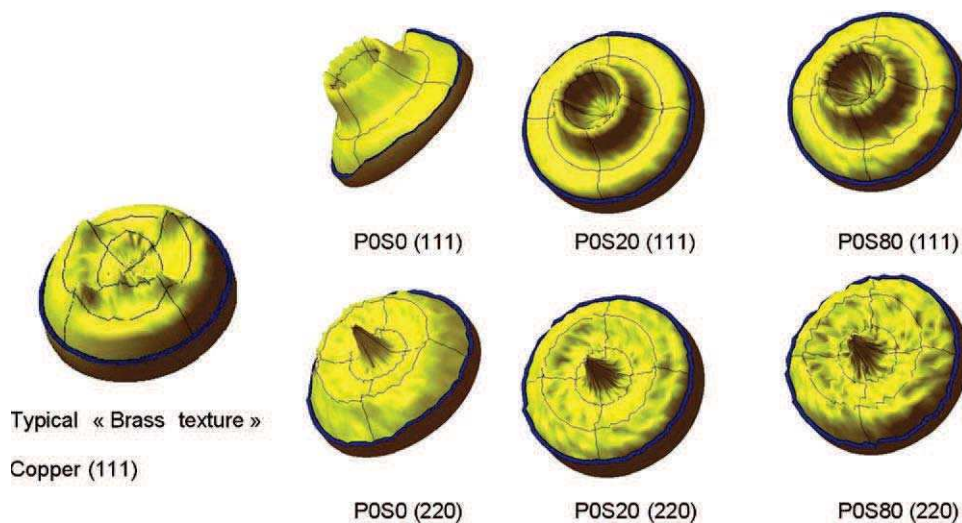 P0S0 (111)
P0S20 (111)
P0S80 (111)
Typical « Brass texture »
Copper (111)
P0S0 (220)
P0S20 (220)
P0S80 (220)